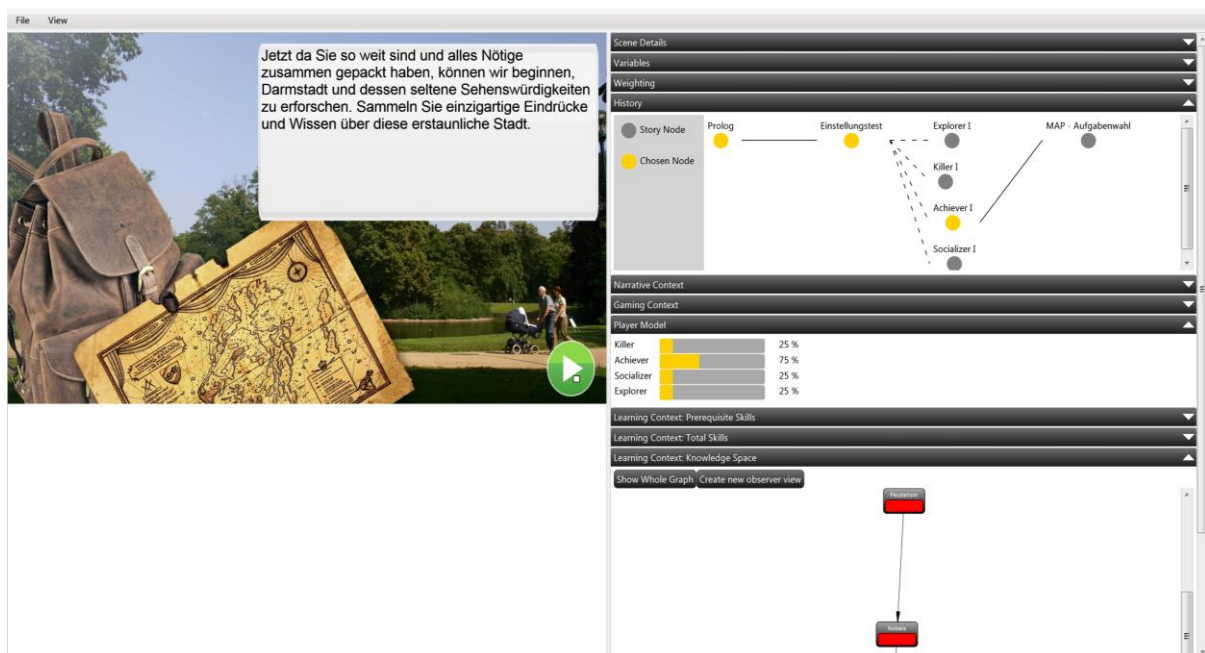 File View
Jetzt da Sie so weit sind und alles Nötige
zusammen gepackt haben, können wir beginnen,
Darmstadt und dessen seltene Sehenswürdigkeiten
zu erforschen. Sammeln Sie einzigartige Eindrücke
und Wissen über diese erstaunliche Stadt.
Scene Details
Variables
Weighting
History
Story Node
Chosen Node
Prolog Einstellungstest Explorer I MAP - Aufgabenwahl
Killer I
Achiever I
Socializer I
Narrative Context
Gaming Context
Player Model
Killer 25 %
Achiever 75 %
Socializer 25 %
Explorer 25 %
Learning Context: Prerequisite Skills
Learning Context: Total Skills
Learning Context: Knowledge Space
Show Whole Graph Create new observer view
Feudalism
Nobels